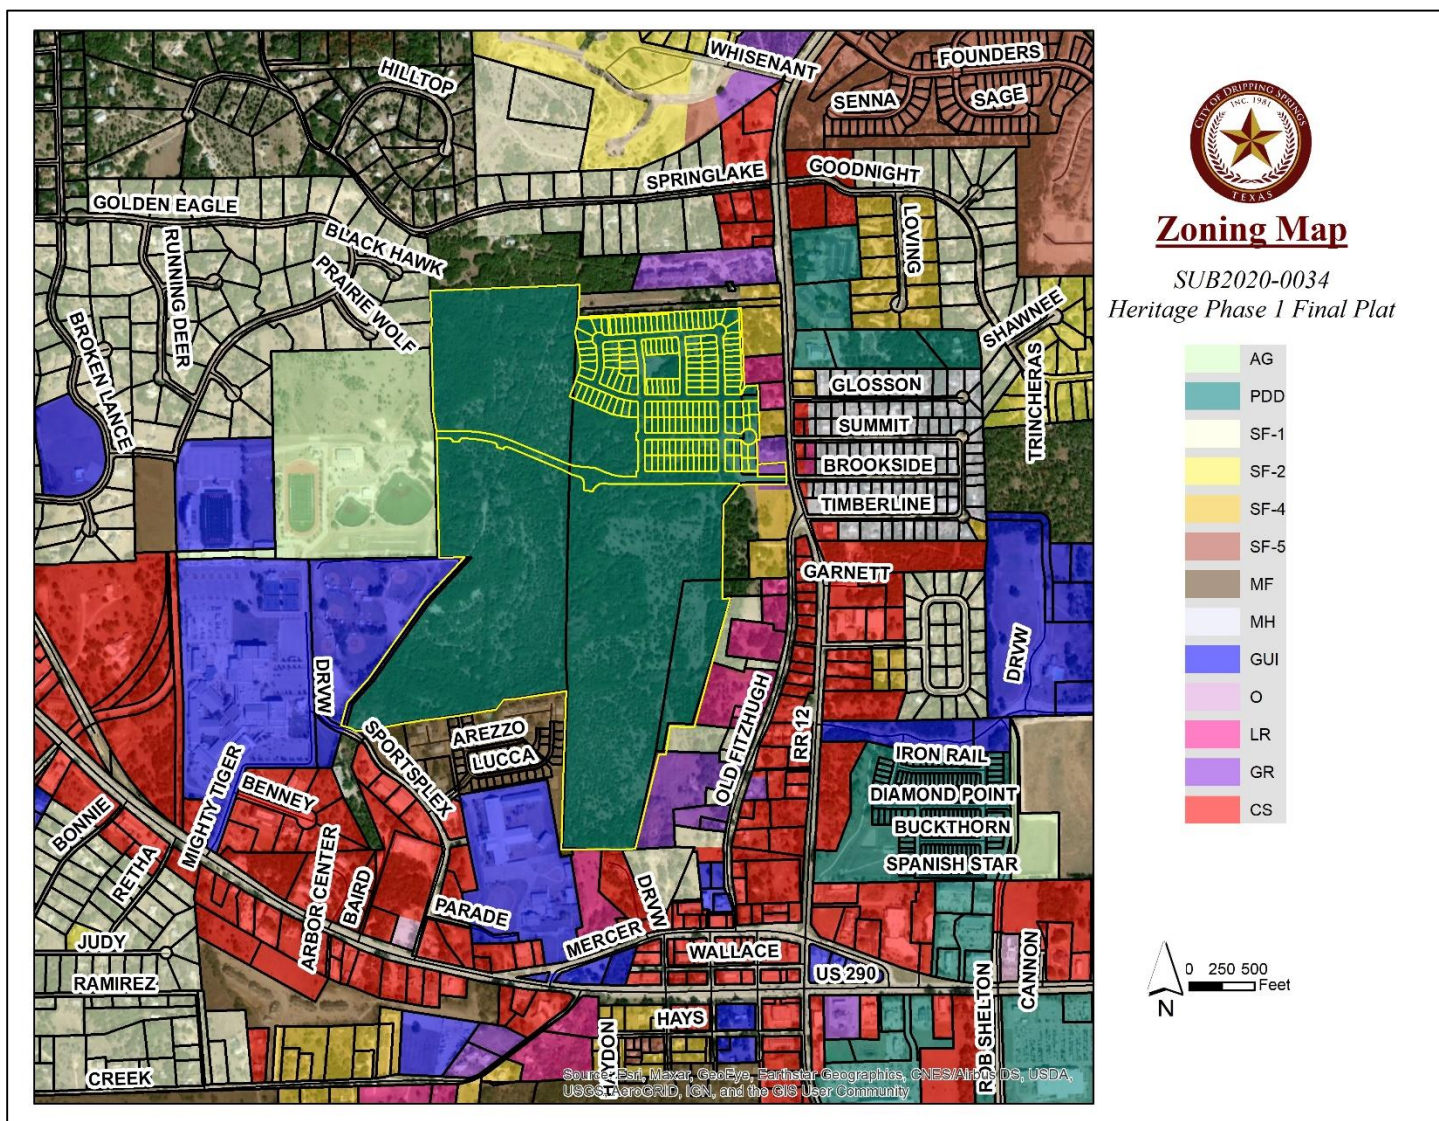 WHISENANT
FOUNDERS
HILLTOP
SENNA
SAGE
SPRINGLAKE
GOODNIGHT
GOLDEN EAGLE
LOVING
RUNNING DEER
BLACK HAWK
PRAIRIE WOLF
BROKEN LANCE
SHAWNEE
TRINCHERAS
GLOSSON
SUMMIT
BROOKSIDE
TIMBERLINE
GARNETT
DRVW
DRVW
OLD FITZHUGH
RR 12
SPORTSPLEX
AREZZO
LUCCA
IRON RAIL
DIAMOND POINT
BUCKTHORN
SPANISH STAR
MIGHTY TIGER
BENNEY
BONNIE
RETHA
ARBOR CENTER
BAIRD
PARADE
DRVW
MERCER
WALLACE
US 290
JUDY
RAMIREZ
CREEK
HAYDON
HAYS
ROB SHELTON
CANNON
Source: Esri, Maxar, GeoEye, Earthstar Geographics, CNES/Airbus DS, USDA,
USGS, AeroGRID, IGN, and the GIS User Community
CITY OF DRIPPING SPRINGS
INC. 1981
TEXAS
Zoning Map
SUB2020-0034
Heritage Phase 1 Final Plat
AG
PDD
SF-1
SF-2
SF-4
SF-5
MF
MH
GUI
O
LR
GR
CS
0 250 500
Feet
N